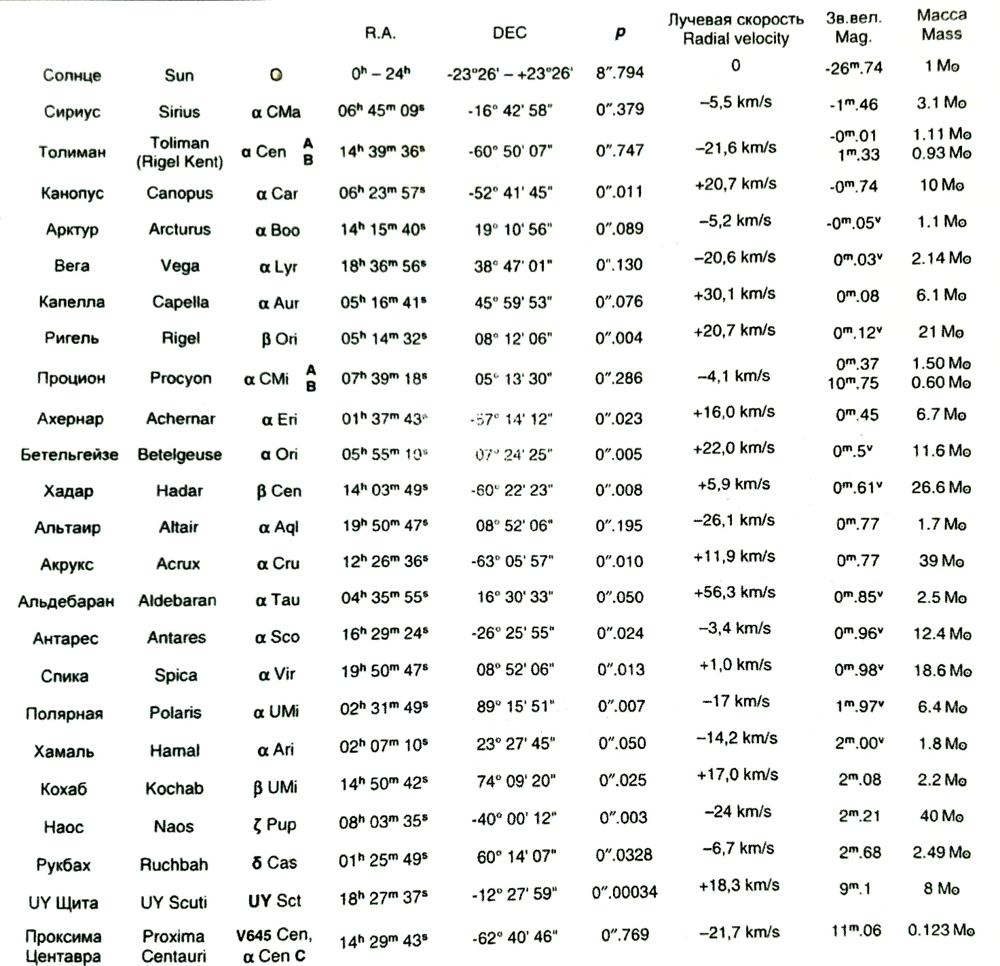 R.A. DEC p Лучевая скорость Зв.вел. Масса
Radial velocity Mag. Mass
Солнце Sun ⊙ 0ʰ – 24ʰ -23°26' – +23°26' 8″.794 0 -26ᵐ.74 1 M⊙
Сириус Sirius α CMa 06ʰ 45ᵐ 09ˢ -16° 42' 58" 0″.379 –5,5 km/s -1ᵐ.46 3.1 M⊙
Toliman A -0ᵐ.01 1.11 M⊙
Толиман α Cen 14ʰ 39ᵐ 36ˢ -60° 50' 07" 0″.747 –21,6 km/s
(Rigel Kent) B 1ᵐ.33 0.93 M⊙
Канопус Canopus α Car 06ʰ 23ᵐ 57ˢ -52° 41' 45" 0″.011 +20,7 km/s -0ᵐ.74 10 M⊙
Арктур Arcturus α Boo 14ʰ 15ᵐ 40ˢ 19° 10' 56" 0″.089 –5,2 km/s -0ᵐ.05ᵛ 1.1 M⊙
Вега Vega α Lyr 18ʰ 36ᵐ 56ˢ 38° 47' 01" 0″.130 –20,6 km/s 0ᵐ.03ᵛ 2.14 M⊙
Капелла Capella α Aur 05ʰ 16ᵐ 41ˢ 45° 59' 53" 0″.076 +30,1 km/s 0ᵐ.08 6.1 M⊙
Ригель Rigel β Ori 05ʰ 14ᵐ 32ˢ 08° 12' 06" 0″.004 +20,7 km/s 0ᵐ.12ᵛ 21 M⊙
A 0ᵐ.37 1.50 M⊙
Процион Procyon α CMi 07ʰ 39ᵐ 18ˢ 05° 13' 30" 0″.286 –4,1 km/s
B 10ᵐ.75 0.60 M⊙
Ахернар Achernar α Eri 01ʰ 37ᵐ 43ˢ -57° 14' 12" 0″.023 +16,0 km/s 0ᵐ.45 6.7 M⊙
Бетельгейзе Betelgeuse α Ori 05ʰ 55ᵐ 10ˢ 07° 24' 25" 0″.005 +22,0 km/s 0ᵐ.5ᵛ 11.6 M⊙
Хадар Hadar β Cen 14ʰ 03ᵐ 49ˢ -60° 22' 23" 0″.008 +5,9 km/s 0ᵐ.61ᵛ 26.6 M⊙
Альтаир Altair α Aql 19ʰ 50ᵐ 47ˢ 08° 52' 06" 0″.195 –26,1 km/s 0ᵐ.77 1.7 M⊙
Акрукс Acrux α Cru 12ʰ 26ᵐ 36ˢ -63° 05' 57" 0″.010 +11,9 km/s 0ᵐ.77 39 M⊙
Альдебаран Aldebaran α Tau 04ʰ 35ᵐ 55ˢ 16° 30' 33" 0″.050 +56,3 km/s 0ᵐ.85ᵛ 2.5 M⊙
Антарес Antares α Sco 16ʰ 29ᵐ 24ˢ -26° 25' 55" 0″.024 –3,4 km/s 0ᵐ.96ᵛ 12.4 M⊙
Спика Spica α Vir 19ʰ 50ᵐ 47ˢ 08° 52' 06" 0″.013 +1,0 km/s 0ᵐ.98ᵛ 18.6 M⊙
Полярная Polaris α UMi 02ʰ 31ᵐ 49ˢ 89° 15' 51" 0″.007 –17 km/s 1ᵐ.97ᵛ 6.4 M⊙
Хамаль Hamal α Ari 02ʰ 07ᵐ 10ˢ 23° 27' 45" 0″.050 –14,2 km/s 2ᵐ.00ᵛ 1.8 M⊙
Кохаб Kochab β UMi 14ʰ 50ᵐ 42ˢ 74° 09' 20" 0″.025 +17,0 km/s 2ᵐ.08 2.2 M⊙
Наос Naos ζ Pup 08ʰ 03ᵐ 35ˢ -40° 00' 12" 0″.003 –24 km/s 2ᵐ.21 40 M⊙
Рукбах Ruchbah δ Cas 01ʰ 25ᵐ 49ˢ 60° 14' 07" 0″.0328 –6,7 km/s 2ᵐ.68 2.49 M⊙
UY Щита UY Scuti UY Sct 18ʰ 27ᵐ 37ˢ -12° 27' 59" 0″.00034 +18,3 km/s 9ᵐ.1 8 M⊙
Проксима Proxima V645 Cen, 14ʰ 29ᵐ 43ˢ -62° 40' 46" 0″.769 –21,7 km/s 11ᵐ.06 0.123 M⊙
Центавра Centauri α Cen C